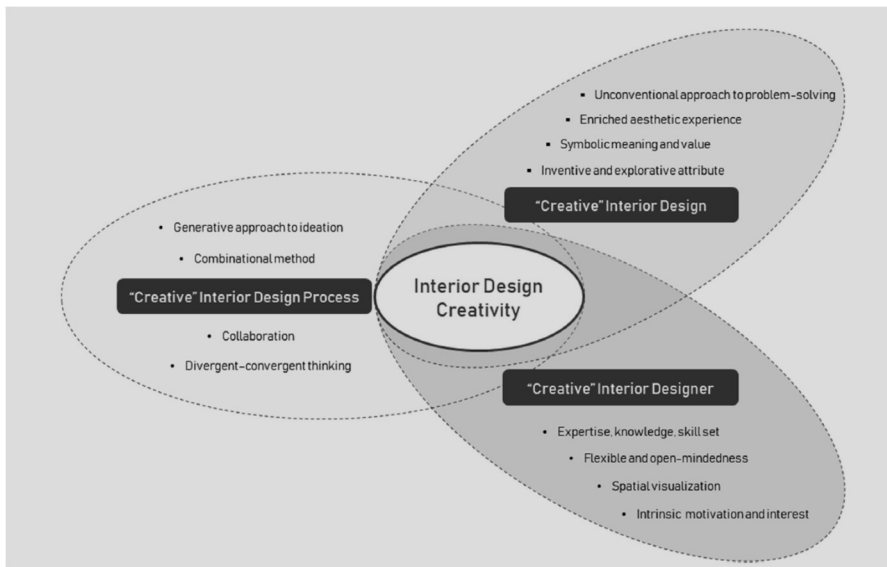 ▪ Unconventional approach to problem-solving
▪ Enriched aesthetic experience
▪ Symbolic meaning and value
▪ Inventive and explorative attribute
“Creative” Interior Design
• Generative approach to ideation
• Combinational method
“Creative” Interior Design Process
• Collaboration
• Divergent-convergent thinking
Interior Design
Creativity
“Creative” Interior Designer
• Expertise, knowledge, skill set
• Flexible and open-mindedness
• Spatial visualization
• Intrinsic motivation and interest